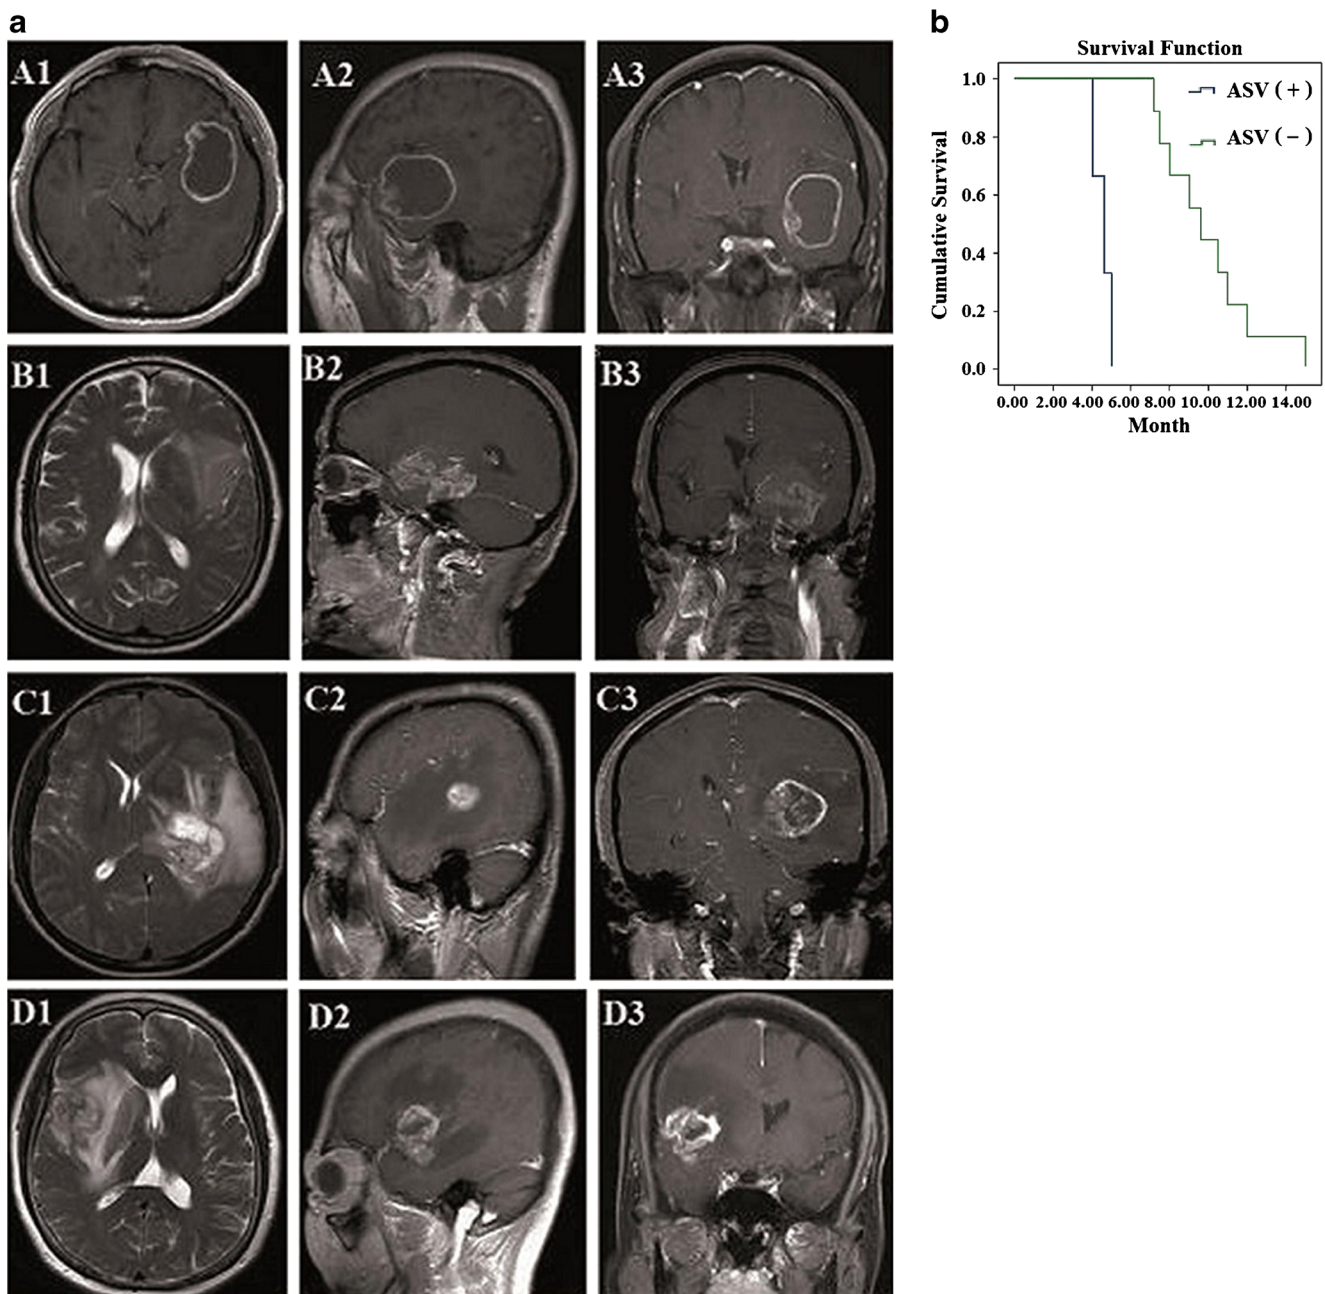 a
b
A1
A2
A3
B1
B2
B3
C1
C2
C3
D1
D2
D3
Survival Function
ASV (+)
ASV (−)
Cumulative Survival
1.0
0.8
0.6
0.4
0.2
0.0
0.00 2.00 4.00 6.00 8.00 10.00 12.00 14.00
Month